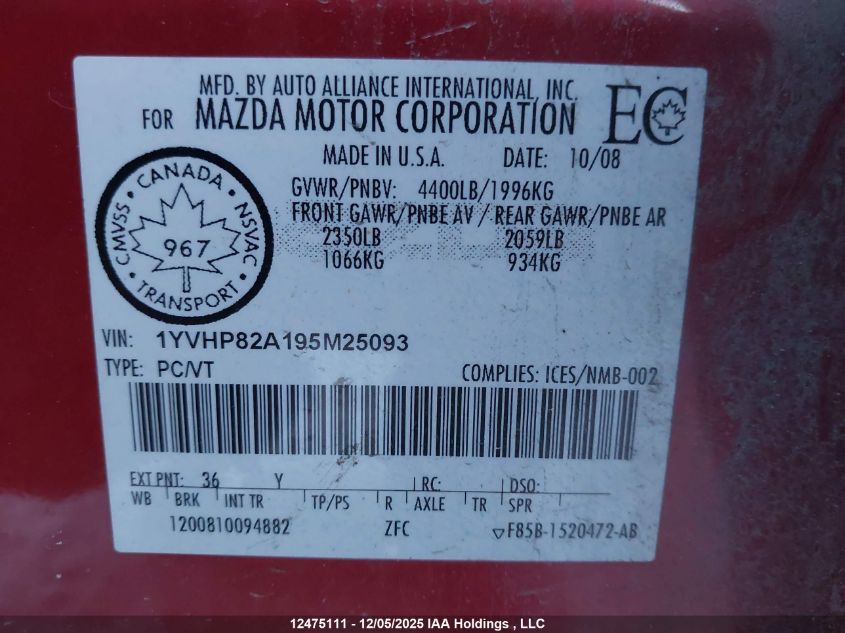 MFD. BY AUTO ALLIANCE INTERNATIONAL, INC.
FOR MAZDA MOTOR CORPORATION
EC
MADE IN U.S.A. DATE: 10/08
GVWR/PNBV: 4400LB/1996KG
FRONT GAWR/PNBE AV / REAR GAWR/PNBE AR
2350LB 2059LB
1066KG 934KG
CANADA
CMVSS NSVAC
967
TRANSPORT
VIN: 1YVHP82A195M25093
TYPE: PC/VT COMPLIES: ICES/NMB-002
EXT PNT: 36 Y RC: DSO:
WB BRK INT TR TP/PS R AXLE TR SPR
1200810094882 ZFC F85B-1520472-AB
12475111 - 12/05/2025 IAA Holdings , LLC